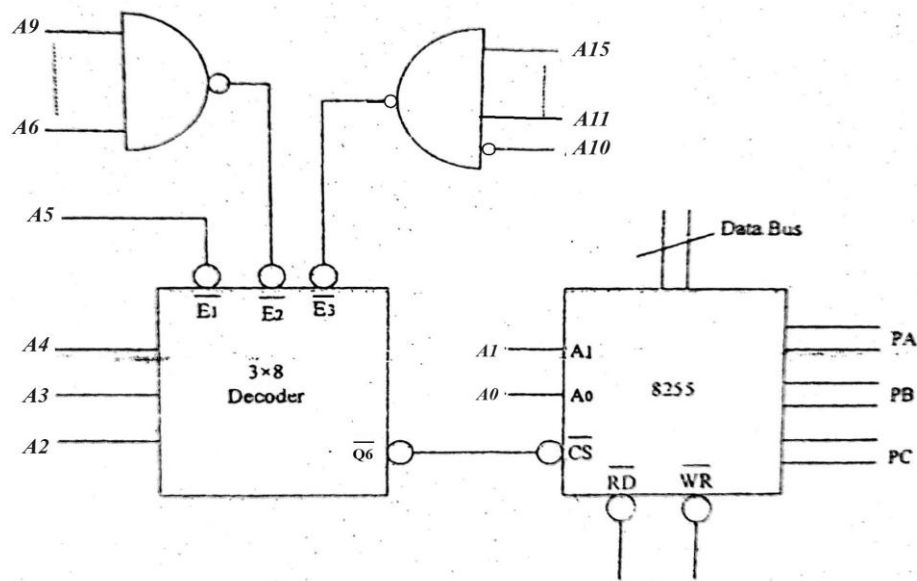 A9
A15
A6
A11
A10
A5
Data Bus
E1 E2 E3
A4
3×8
Decoder
A1 A1
8255
PA
A3
A0 A0
PB
A2
Q6
CS
PC
RD WR